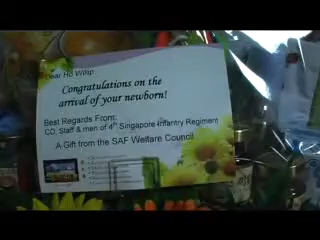 Dear Ho Wilip
Congratulations on the
arrival of your newborn!
Best Regards From:
CO, Staff & men of 4th Singapore Infantry Regiment
A Gift from the SAF Welfare Council